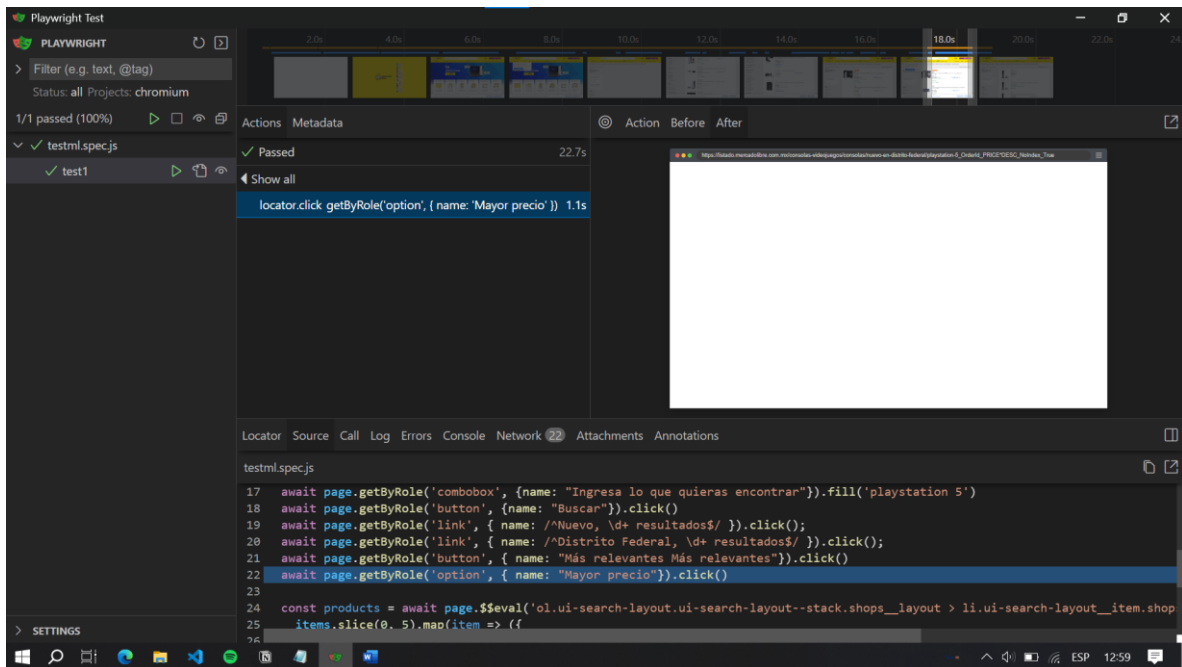 Playwright Test
PLAYWRIGHT
Filter (e.g. text, @tag)
Status: all Projects: chromium
1/1 passed (100%)
testml.spec.js
test1
SETTINGS
2.0s 4.0s 6.0s 8.0s 10.0s 12.0s 14.0s 16.0s 18.0s 20.0s 22.0s 24
Actions Metadata
Passed 22.7s
Show all
locator.click getByRole('option', { name: 'Mayor precio' }) 1.1s
Action Before After
Locator Source Call Log Errors Console Network 22 Attachments Annotations
testml.spec.js
17 await page.getByRole('combobox', {name: "Ingresa lo que quieras encontrar"}).fill('playstation 5')
18 await page.getByRole('button', {name: "Buscar"}).click()
19 await page.getByRole('link', { name: /^Nuevo, \d+ resultados$/ }).click();
20 await page.getByRole('link', { name: /^Distrito Federal, \d+ resultados$/ }).click();
21 await page.getByRole('button', { name: "Más relevantes Más relevantes"}).click()
22 await page.getByRole('option', { name: "Mayor precio"}).click()
23
24 const products = await page.$$eval('ol.ui-search-layout.ui-search-layout--stack.shops__layout > li.ui-search-layout__item.shop
25 items.slice(0, 5).map(item => ({
26
ESP 12:59